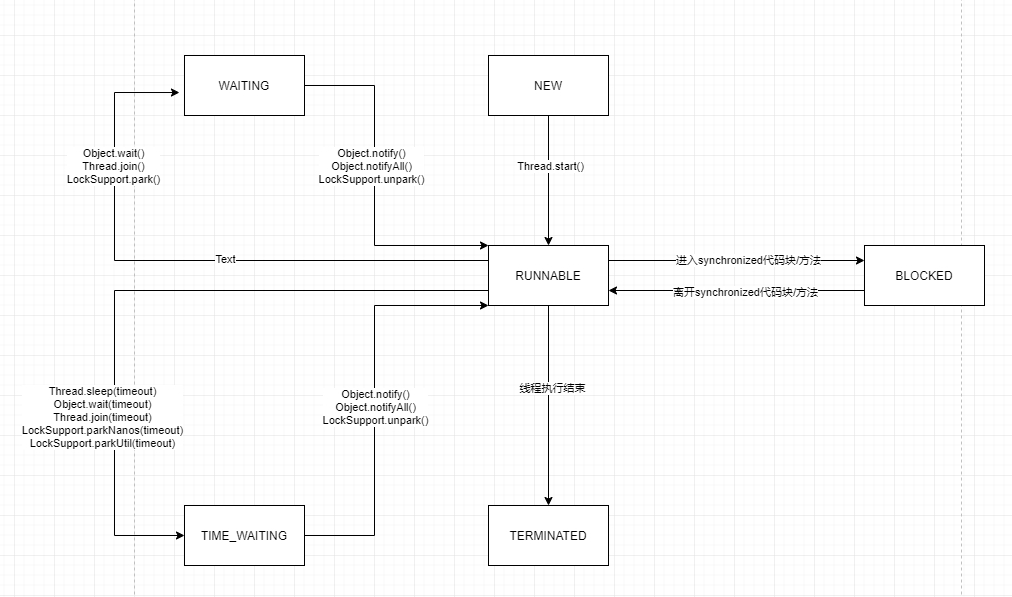 WAITING
NEW
Object.wait()
Thread.join()
LockSupport.park()
Object.notify()
Object.notifyAll()
LockSupport.unpark()
Thread.start()
Text
RUNNABLE
进入synchronized代码块/方法
离开synchronized代码块/方法
BLOCKED
Thread.sleep(timeout)
Object.wait(timeout)
Thread.join(timeout)
LockSupport.parkNanos(timeout)
LockSupport.parkUtil(timeout)
Object.notify()
Object.notifyAll()
LockSupport.unpark()
线程执行结束
TIME_WAITING
TERMINATED